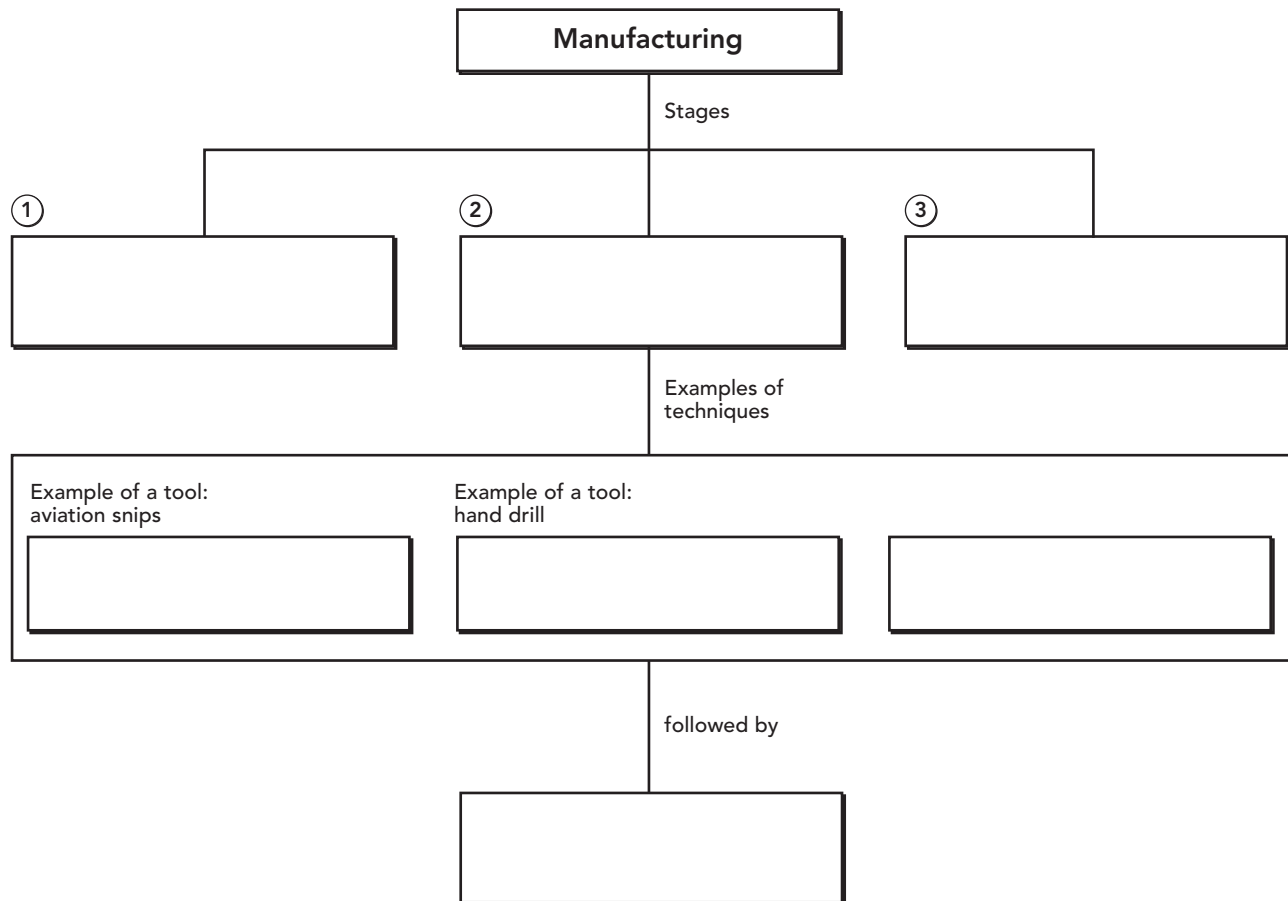 Manufacturing
Stages
1
2
3
Examples of
techniques
Example of a tool:
aviation snips
Example of a tool:
hand drill
followed by